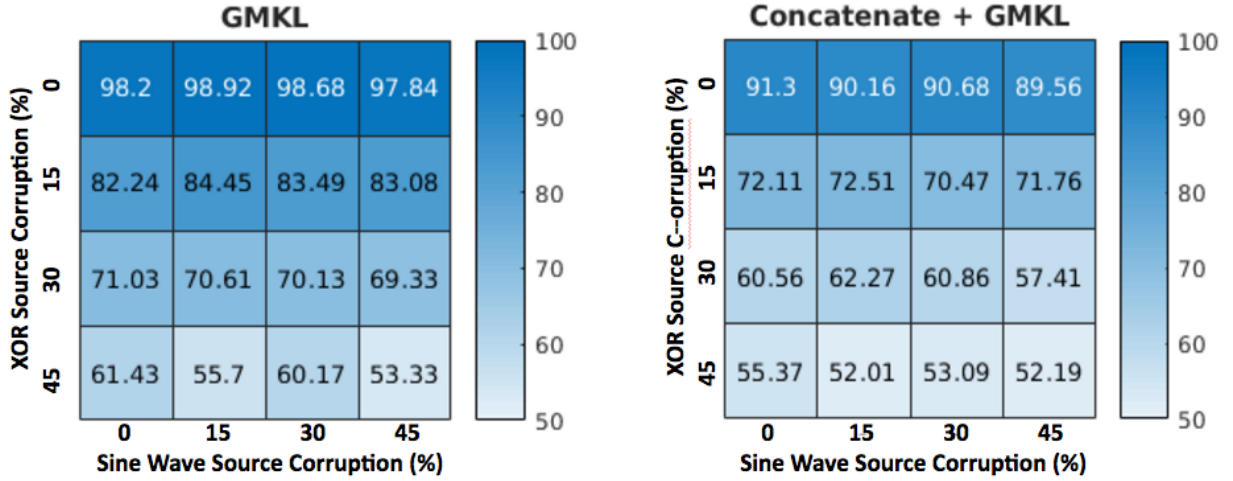 GMKL
XOR Source Corruption (%)
0 98.2 98.92 98.68 97.84
15 82.24 84.45 83.49 83.08
30 71.03 70.61 70.13 69.33
45 61.43 55.7 60.17 53.33
0 15 30 45
Sine Wave Source Corruption (%)
100
90
80
70
60
50
Concatenate + GMKL
XOR Source C--orruption (%)
0 91.3 90.16 90.68 89.56
15 72.11 72.51 70.47 71.76
30 60.56 62.27 60.86 57.41
45 55.37 52.01 53.09 52.19
0 15 30 45
Sine Wave Source Corruption (%)
100
90
80
70
60
50